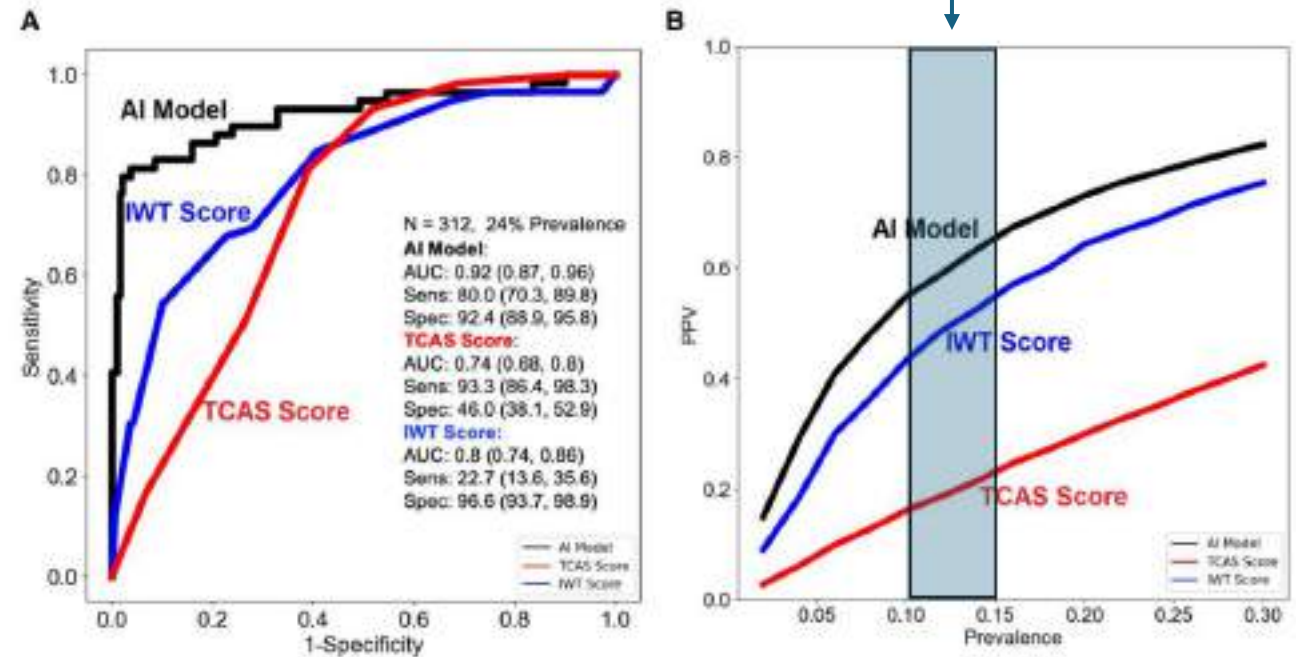 A
1.0
0.8
0.6
0.4
0.2
0.0
Sensitivity
AI Model
IWT Score
TCAS Score
N = 312, 24% Prevalence
AI Model:
AUC: 0.92 (0.87, 0.96)
Sens: 80.0 (70.3, 89.8)
Spec: 92.4 (88.9, 95.8)
TCAS Score:
AUC: 0.74 (0.68, 0.8)
Sens: 93.3 (86.4, 98.3)
Spec: 46.0 (38.1, 52.9)
IWT Score:
AUC: 0.8 (0.74, 0.86)
Sens: 22.7 (13.6, 35.6)
Spec: 96.6 (93.7, 98.9)
AI Model
TCAS Score
IWT Score
0.0 0.2 0.4 0.6 0.8 1.0
1-Specificity
B
1.0
0.8
0.6
0.4
0.2
0.0
PPV
AI Model
IWT Score
TCAS Score
AI Model
TCAS Score
IWT Score
0.05 0.10 0.15 0.20 0.25 0.30
Prevalence